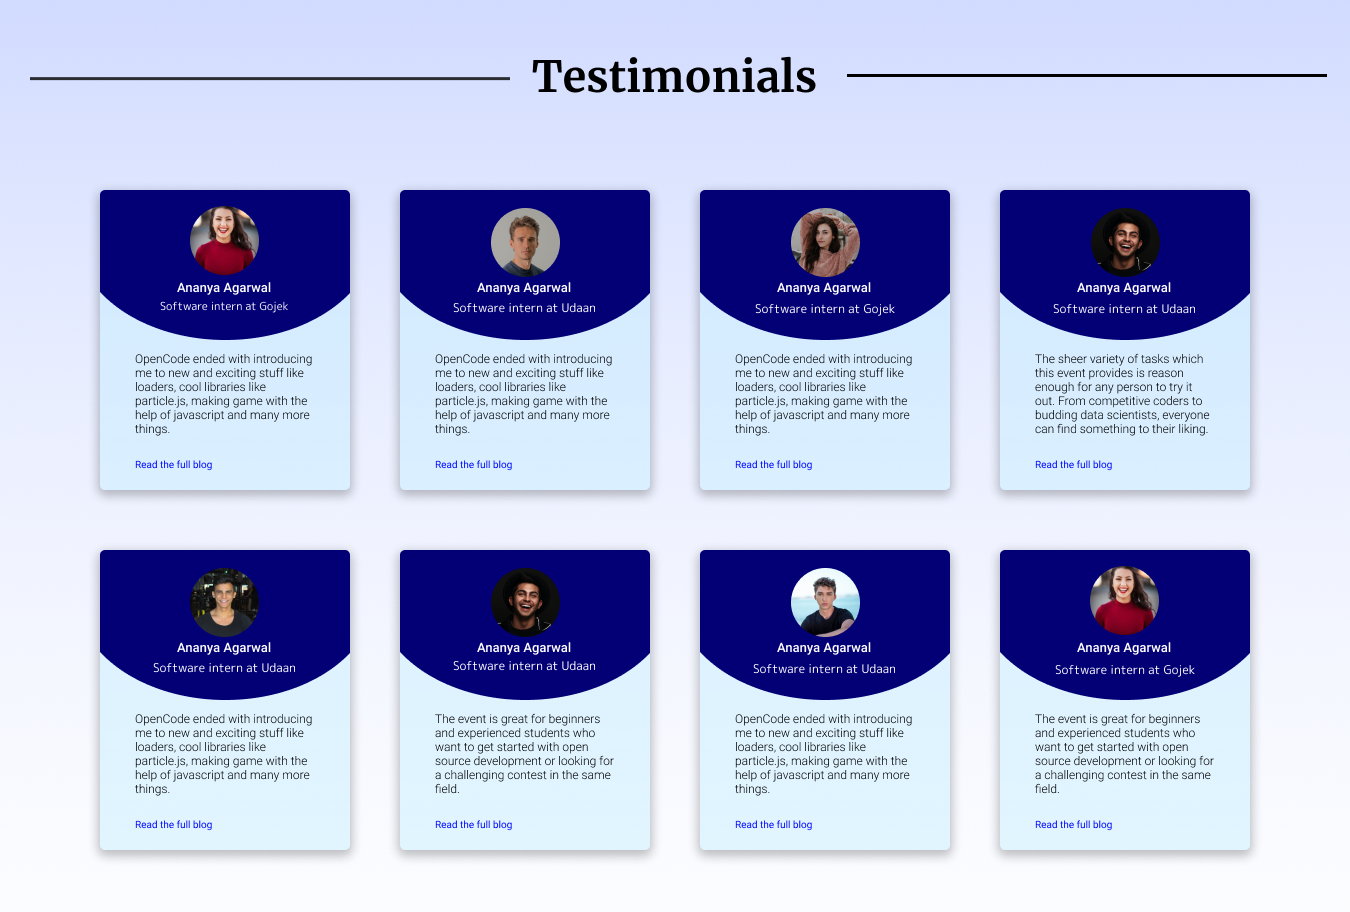 Testimonials
Ananya Agarwal
Software intern at Gojek
OpenCode ended with introducing
me to new and exciting stuff like
loaders, cool libraries like
particle.js, making game with the
help of javascript and many more
things.
Read the full blog
Ananya Agarwal
Software intern at Udaan
OpenCode ended with introducing
me to new and exciting stuff like
loaders, cool libraries like
particle.js, making game with the
help of javascript and many more
things.
Read the full blog
Ananya Agarwal
Software intern at Gojek
OpenCode ended with introducing
me to new and exciting stuff like
loaders, cool libraries like
particle.js, making game with the
help of javascript and many more
things.
Read the full blog
Ananya Agarwal
Software intern at Udaan
The sheer variety of tasks which
this event provides is reason
enough for any person to try it
out. From competitive coders to
budding data scientists, everyone
can find something to their liking.
Read the full blog
Ananya Agarwal
Software intern at Udaan
OpenCode ended with introducing
me to new and exciting stuff like
loaders, cool libraries like
particle.js, making game with the
help of javascript and many more
things.
Read the full blog
Ananya Agarwal
Software intern at Udaan
The event is great for beginners
and experienced students who
want to get started with open
source development or looking for
a challenging contest in the same
field.
Read the full blog
Ananya Agarwal
Software intern at Udaan
OpenCode ended with introducing
me to new and exciting stuff like
loaders, cool libraries like
particle.js, making game with the
help of javascript and many more
things.
Read the full blog
Ananya Agarwal
Software intern at Gojek
The event is great for beginners
and experienced students who
want to get started with open
source development or looking for
a challenging contest in the same
field.
Read the full blog